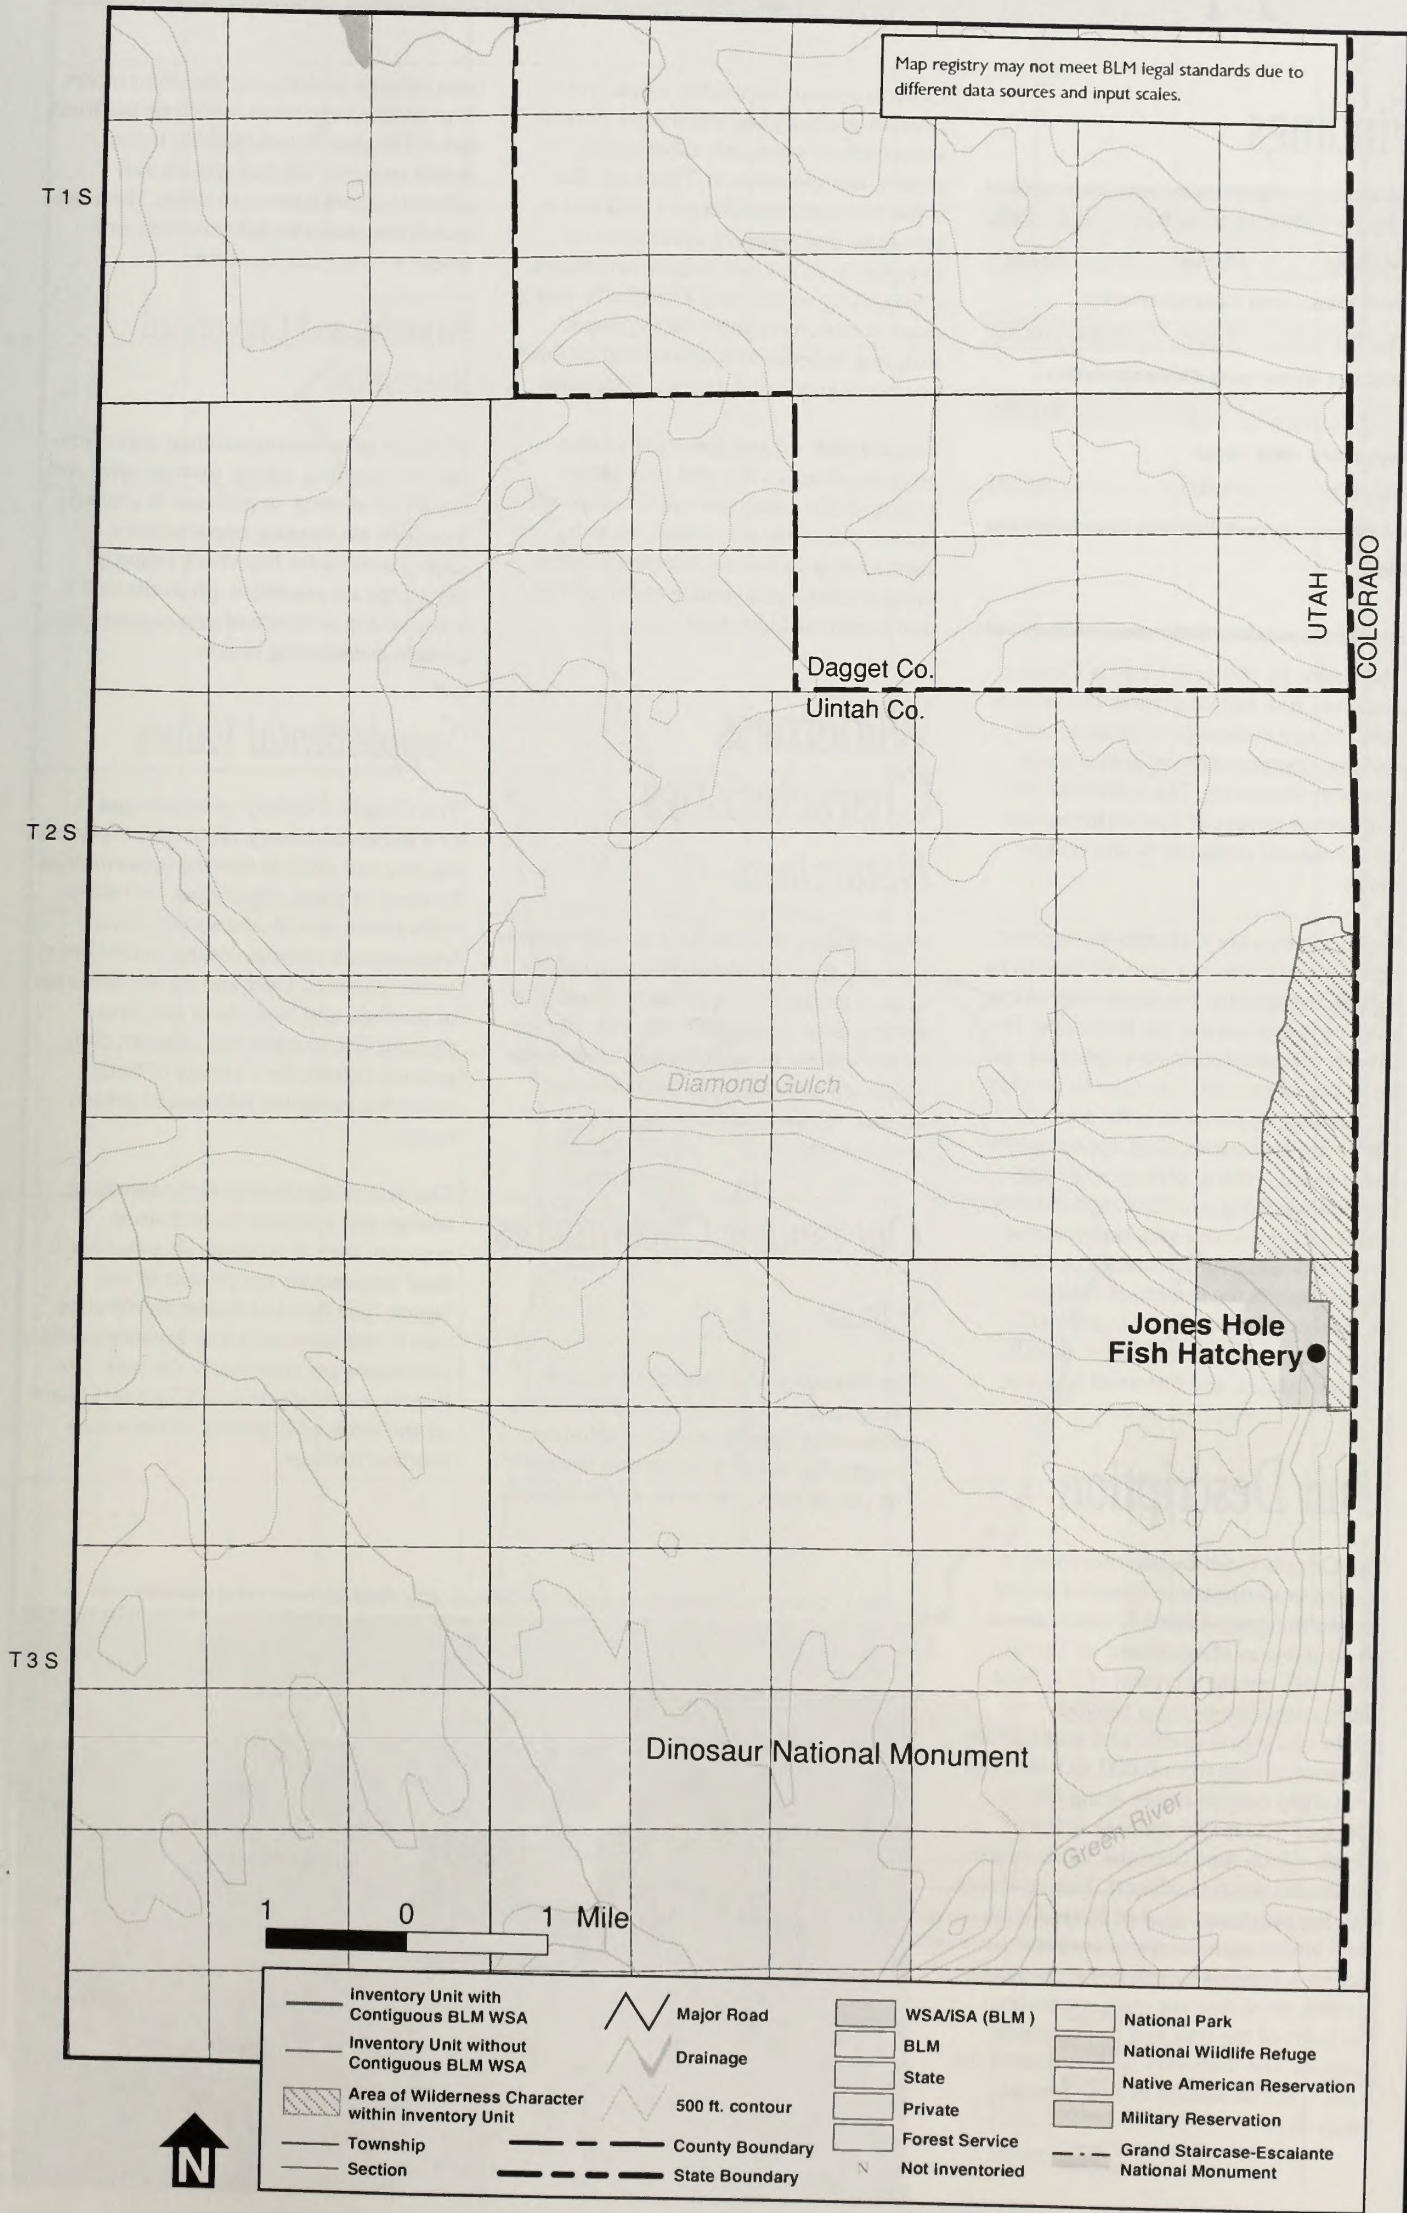 Map registry may not meet BLM legal standards due to
different data sources and input scales.
T1S
UTAH
COLORADO
Dagget Co.
Uintah Co.
T2S
Diamond Gulch
Jones Hole
Fish Hatchery
T3S
Dinosaur National Monument
Green River
1 0 1 Mile
Inventory Unit with
Contiguous BLM WSA
Inventory Unit without
Contiguous BLM WSA
Area of Wilderness Character
within Inventory Unit
Township
Section
Major Road
Drainage
500 ft. contour
County Boundary
State Boundary
WSA/ISA (BLM )
BLM
State
Private
Forest Service
N Not Inventoried
National Park
National Wildlife Refuge
Native American Reservation
Military Reservation
Grand Staircase-Escalante
National Monument
N